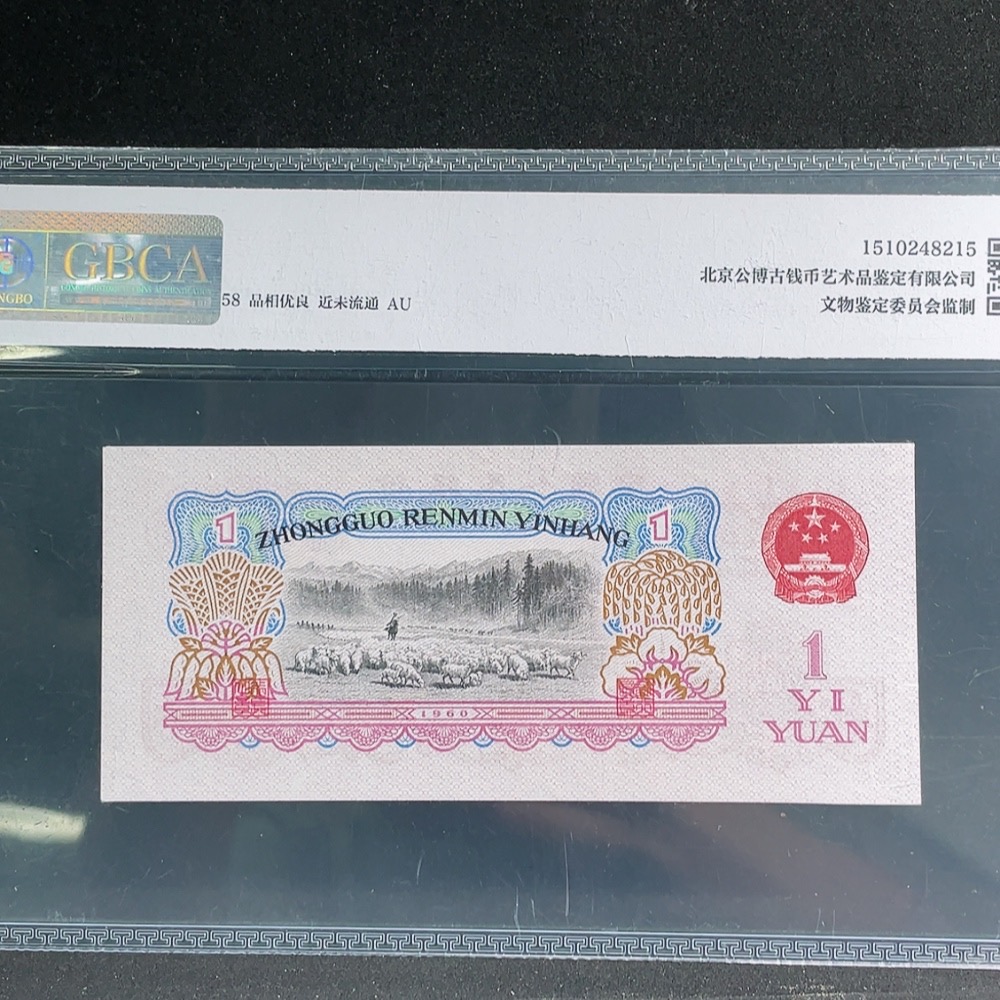 GBCA
NGBO
58 品相优良 近未流通 AU
1510248215
北京公博古钱币艺术品鉴定有限公司
文物鉴定委员会监制
1
ZHONGGUO RENMIN YINHANG
1
1960
1
YI
YUAN